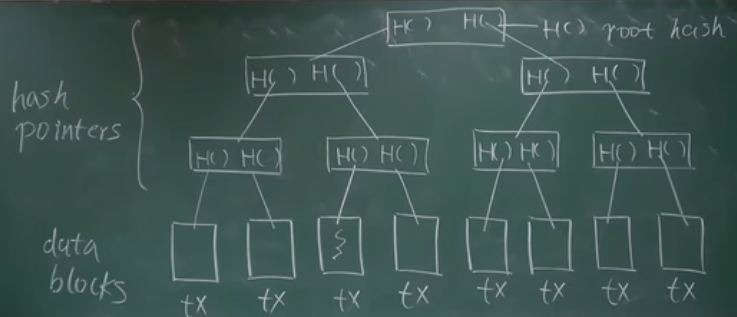 H( ) H( ) H( ) root hash
H( ) H( ) H( ) H( )
hash
pointers
H( ) H( ) H( ) H( ) H( ) H( ) H( ) H( )
data
blocks
tx tx tx tx tx tx tx tx